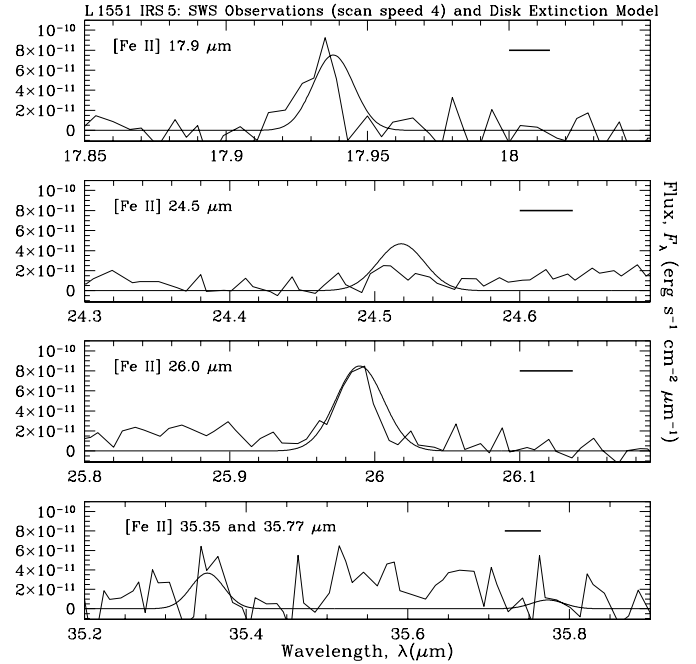 L1551 IRS5: SWS Observations (scan speed 4) and Disk Extinction Model
[Fe II] 17.9 μm
10⁻¹⁰
8×10⁻¹¹
6×10⁻¹¹
4×10⁻¹¹
2×10⁻¹¹
0
17.85 17.9 17.95 18
[Fe II] 24.5 μm
10⁻¹⁰
8×10⁻¹¹
6×10⁻¹¹
4×10⁻¹¹
2×10⁻¹¹
0
24.3 24.4 24.5 24.6
[Fe II] 26.0 μm
10⁻¹⁰
8×10⁻¹¹
6×10⁻¹¹
4×10⁻¹¹
2×10⁻¹¹
0
25.8 25.9 26 26.1
[Fe II] 35.35 and 35.77 μm
10⁻¹⁰
8×10⁻¹¹
6×10⁻¹¹
4×10⁻¹¹
2×10⁻¹¹
0
35.2 35.4 35.6 35.8
Wavelength, λ(μm)
Flux, F_λ (erg s⁻¹ cm⁻² μm⁻¹)